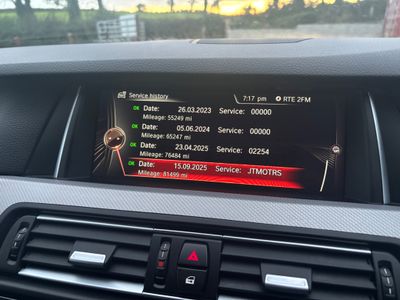 Service history 7:17 pm RTE 2FM
OK Date: 26.03.2023 Service: 00000
Mileage: 55249 mi
OK Date: 05.06.2024 Service: 00000
Mileage: 65247 mi
OK Date: 23.04.2025 Service: 02254
Mileage: 76484 mi
OK Date: 15.09.2025 Service: JTMOTRS
Mileage: 81499 mi